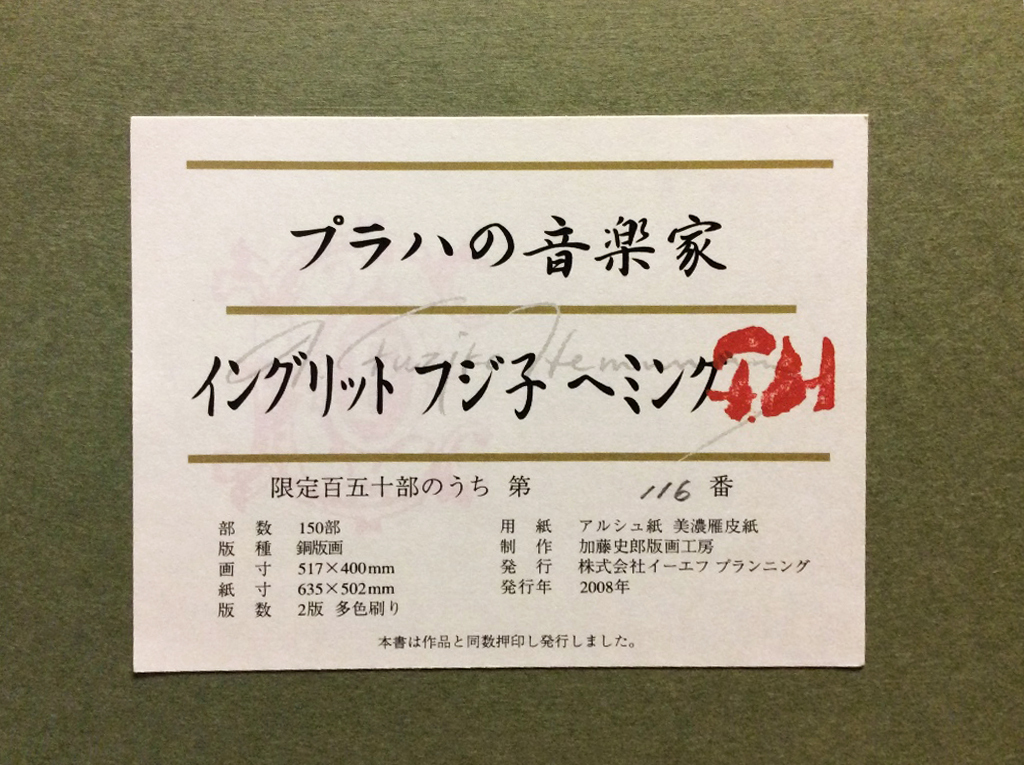 プラハの音楽家
イングリット フジ子 ヘミング
限定百五十部のうち 第 116 番
部数 150部
版種 銅版画
画寸 517×400mm
紙寸 635×502mm
版数 2版 多色刷り
用紙 アルシュ紙 美濃雁皮紙
制作 加藤史郎版画工房
発行 株式会社イーエフ プランニング
発行年 2008年
本書は作品と同数押印し発行しました。